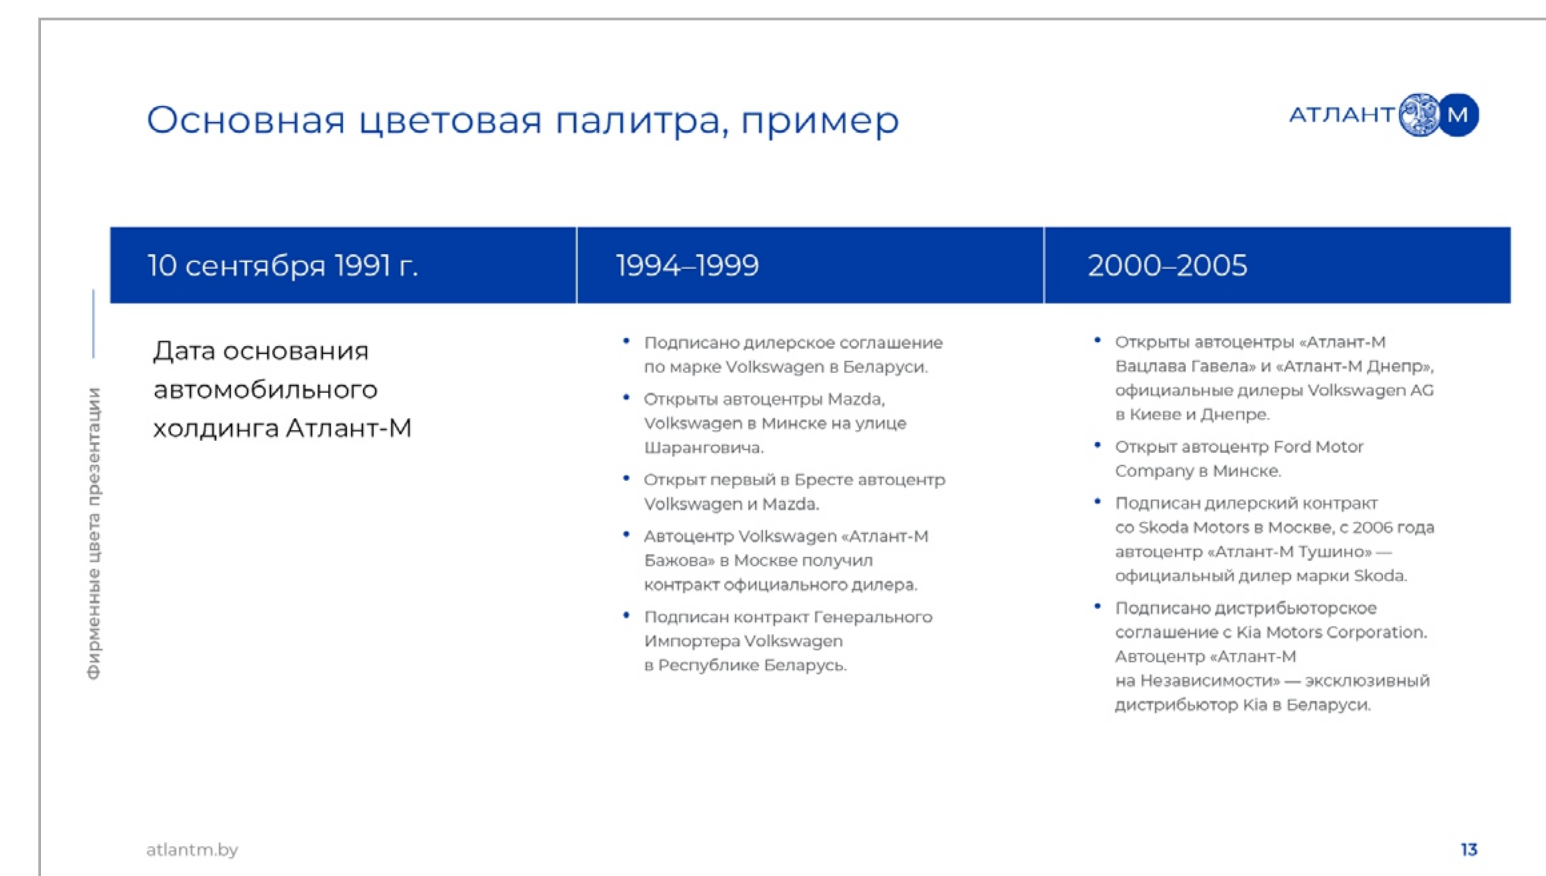 Основная цветовая палитра, пример
АТЛАНТ М
10 сентября 1991 г.
Дата основания
автомобильного
холдинга Атлант-М
1994–1999
• Подписано дилерское соглашение
по марке Volkswagen в Беларуси.
• Открыты автоцентры Mazda,
Volkswagen в Минске на улице
Шаранговича.
• Открыт первый в Бресте автоцентр
Volkswagen и Mazda.
• Автоцентр Volkswagen «Атлант-М
Бажова» в Москве получил
контракт официального дилера.
• Подписан контракт Генерального
Импортера Volkswagen
в Республике Беларусь.
2000–2005
• Открыты автоцентры «Атлант-М
Вацлава Гавела» и «Атлант-М Днепр»,
официальные дилеры Volkswagen AG
в Киеве и Днепре.
• Открыт автоцентр Ford Motor
Company в Минске.
• Подписан дилерский контракт
со Skoda Motors в Москве, с 2006 года
автоцентр «Атлант-М Тушино» —
официальный дилер марки Skoda.
• Подписано дистрибьюторское
соглашение с Kia Motors Corporation.
Автоцентр «Атлант-М
на Независимости» — эксклюзивный
дистрибьютор Kia в Беларуси.
Фирменные цвета презентации
atlantm.by
13